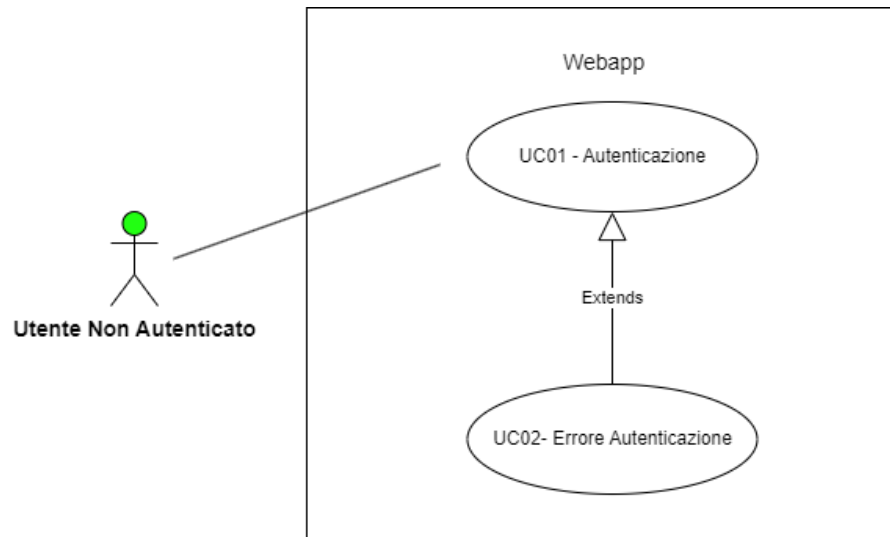 Webapp
UC01 - Autenticazione
Extends
Utente Non Autenticato
UC02- Errore Autenticazione